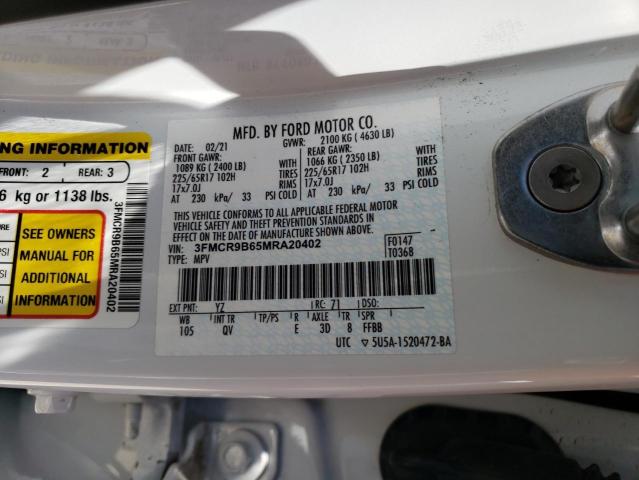 MFD. BY FORD MOTOR CO.
DATE: 02/21 GVWR: 2100 KG ( 4630 LB)
FRONT GAWR: REAR GAWR:
1089 KG ( 2400 LB) 1066 KG ( 2350 LB)
225/65R17 102H TIRES 225/65R17 102H TIRES
17x7.0J RIMS 17x7.0J RIMS
AT 230 kPa/ 33 PSI COLD AT 230 kPa/ 33 PSI COLD
THIS VEHICLE CONFORMS TO ALL APPLICABLE FEDERAL MOTOR
VEHICLE SAFETY AND THEFT PREVENTION STANDARDS IN
EFFECT ON THE DATE OF MANUFACTURE SHOWN ABOVE.
VIN: 3FMCR9B65MRA20402 F0147
TYPE: MPV T0368
EXT PNT: YZ RC: 71 DSO:
WB INT TR TP/PS R AXLE TR SPR
105 QV E 3D 8 FFBB
UTC 5U5A-1520472-BA
NG INFORMATION
FRONT: 2 REAR: 3
6 kg or 1138 lbs.
SEE OWNERS
MANUAL FOR
ADDITIONAL
INFORMATION
3FMCR9B65MRA20402